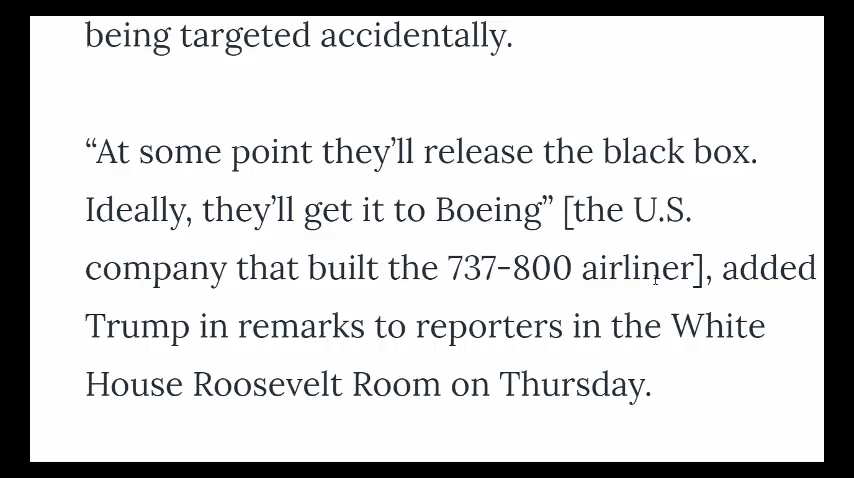 being targeted accidentally.
“At some point they’ll release the black box.
Ideally, they’ll get it to Boeing” [the U.S.
company that built the 737-800 airliner], added
Trump in remarks to reporters in the White
House Roosevelt Room on Thursday.